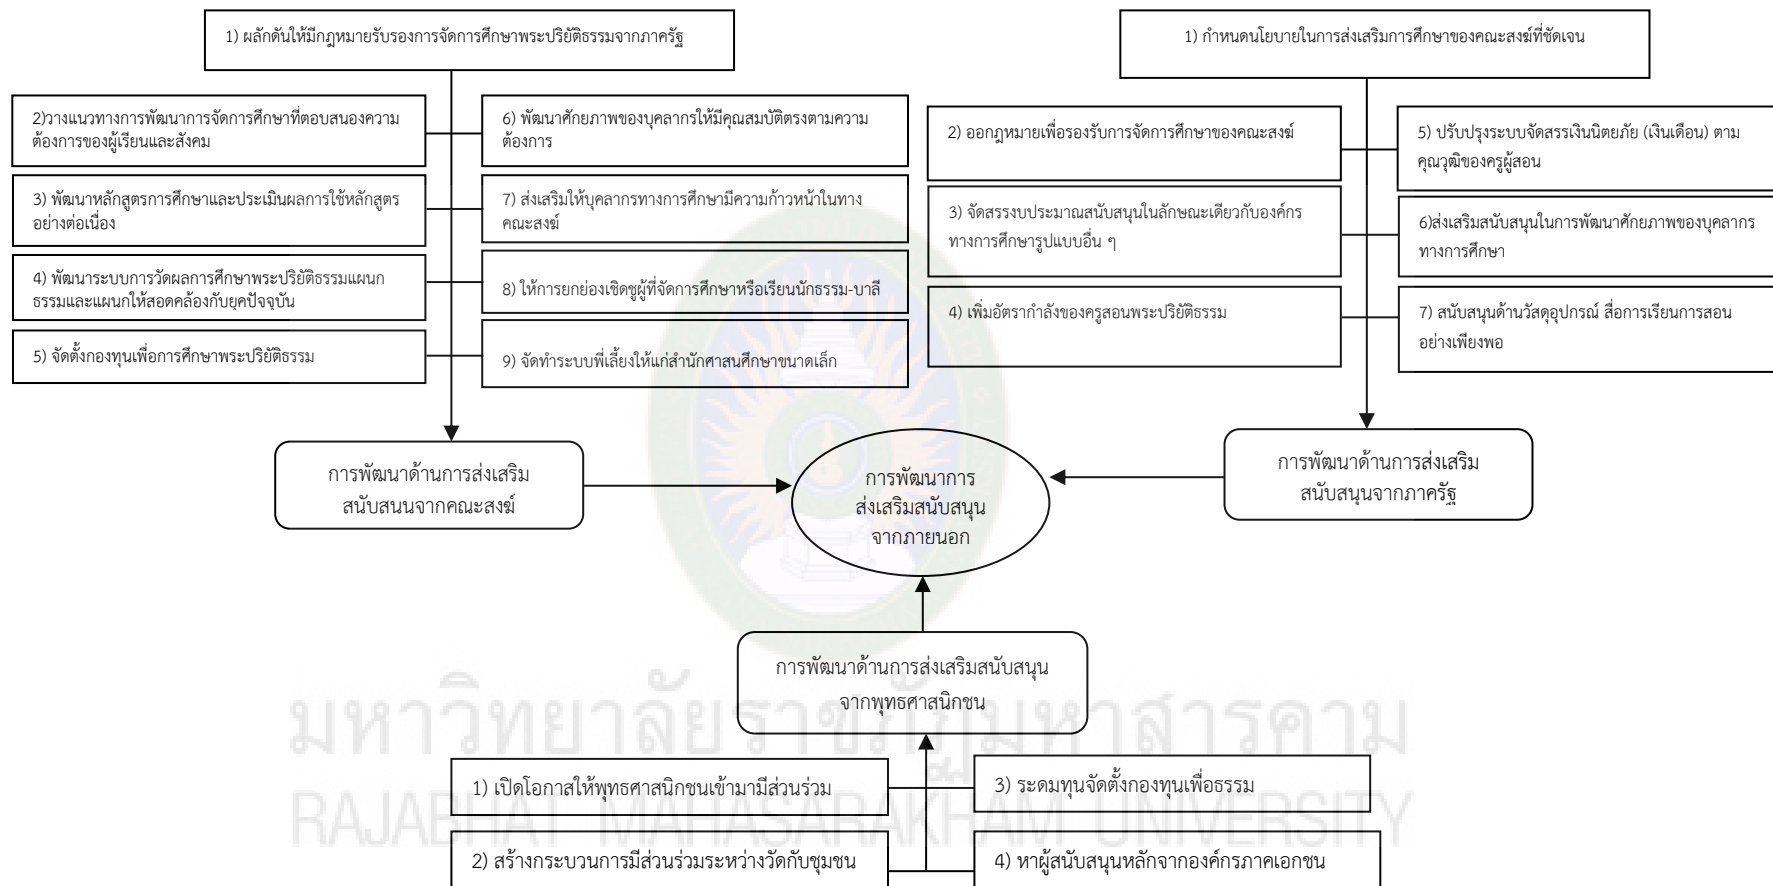 1) ผลักดันให้มีกฎหมายรับรองการจัดการศึกษาพระปริยัติธรรมจากภาครัฐ
2)วางแนวทางการพัฒนาการจัดการศึกษาที่ตอบสนองความ
ต้องการของผู้เรียนและสังคม
3) พัฒนาหลักสูตรการศึกษาและประเมินผลการใช้หลักสูตร
อย่างต่อเนื่อง
4) พัฒนาระบบการวัดผลการศึกษาพระปริยัติธรรมแผนก
ธรรมและแผนกให้สอดคล้องกับยุคปัจจุบัน
5) จัดตั้งกองทุนเพื่อการศึกษาพระปริยัติธรรม
6) พัฒนาศักยภาพของบุคลากรให้มีคุณสมบัติตรงตามความ
ต้องการ
7) ส่งเสริมให้บุคลากรทางการศึกษามีความก้าวหน้าในทาง
คณะสงฆ์
8) ให้การยกย่องเชิดชูผู้ที่จัดการศึกษาหรือเรียนนักธรรม-บาลี
9) จัดทำระบบพี่เลี้ยงให้แก่สำนักศาสนศึกษาขนาดเล็ก
การพัฒนาด้านการส่งเสริม
สนับสนนจากคณะสงฆ์
1) กำหนดนโยบายในการส่งเสริมการศึกษาของคณะสงฆ์ที่ชัดเจน
2) ออกกฎหมายเพื่อรองรับการจัดการศึกษาของคณะสงฆ์
3) จัดสรรงบประมาณสนับสนุนในลักษณะเดียวกับองค์กร
ทางการศึกษารูปแบบอื่น ๆ
4) เพิ่มอัตรากำลังของครูสอนพระปริยัติธรรม
5) ปรับปรุงระบบจัดสรรเงินนิตยภัย (เงินเดือน) ตาม
คุณวุฒิของครูผู้สอน
6)ส่งเสริมสนับสนุนในการพัฒนาศักยภาพของบุคลากร
ทางการศึกษา
7) สนับสนุนด้านวัสดุอุปกรณ์ สื่อการเรียนการสอน
อย่างเพียงพอ
การพัฒนาด้านการส่งเสริม
สนับสนุนจากภาครัฐ
การพัฒนาการ
ส่งเสริมสนับสนุน
จากภายนอก
การพัฒนาด้านการส่งเสริมสนับสนุน
จากพุทธศาสนิกชน
มหาวิทยาลัยราชภัฏมหาสารคาม
RAJABHAT MAHASARAKHAM UNIVERSITY
1) เปิดโอกาสให้พุทธศาสนิกชนเข้ามามีส่วนร่วม
2) สร้างกระบวนการมีส่วนร่วมระหว่างวัดกับชุมชน
3) ระดมทุนจัดตั้งกองทุนเพื่อธรรม
4) หาผู้สนับสนุนหลักจากองค์กรภาคเอกชน